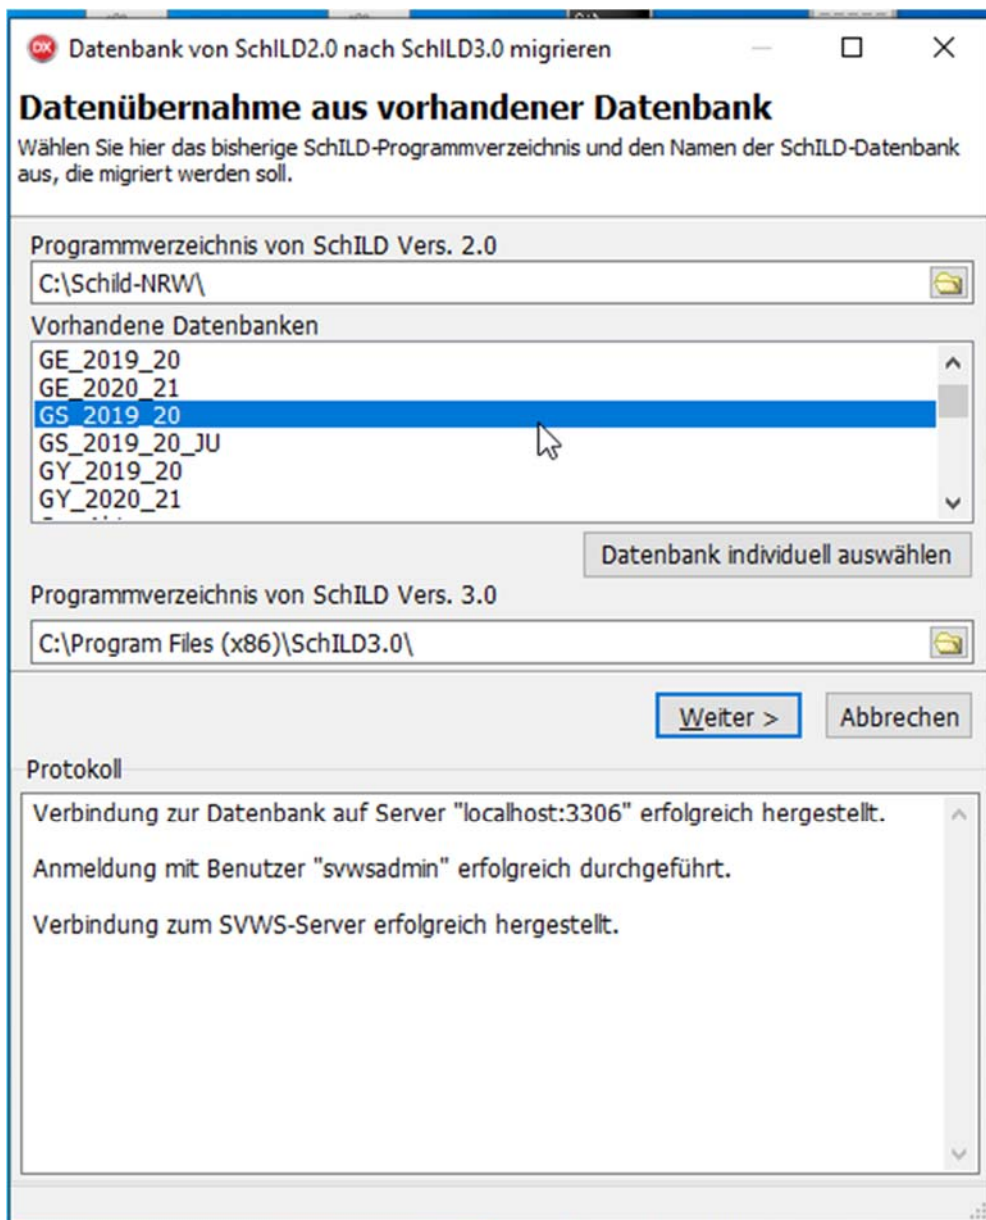 Datenbank von SchILD2.0 nach SchILD3.0 migrieren
Datenübernahme aus vorhandener Datenbank
Wählen Sie hier das bisherige SchILD-Programmverzeichnis und den Namen der SchILD-Datenbank
aus, die migriert werden soll.
Programmverzeichnis von SchILD Vers. 2.0
C:\Schild-NRW\
Vorhandene Datenbanken
GE_2019_20
GE_2020_21
GS_2019_20
GS_2019_20_JU
GY_2019_20
GY_2020_21
Datenbank individuell auswählen
Programmverzeichnis von SchILD Vers. 3.0
C:\Program Files (x86)\SchILD3.0\
Weiter >
Abbrechen
Protokoll
Verbindung zur Datenbank auf Server "localhost:3306" erfolgreich hergestellt.
Anmeldung mit Benutzer "svwsadmin" erfolgreich durchgeführt.
Verbindung zum SVWS-Server erfolgreich hergestellt.